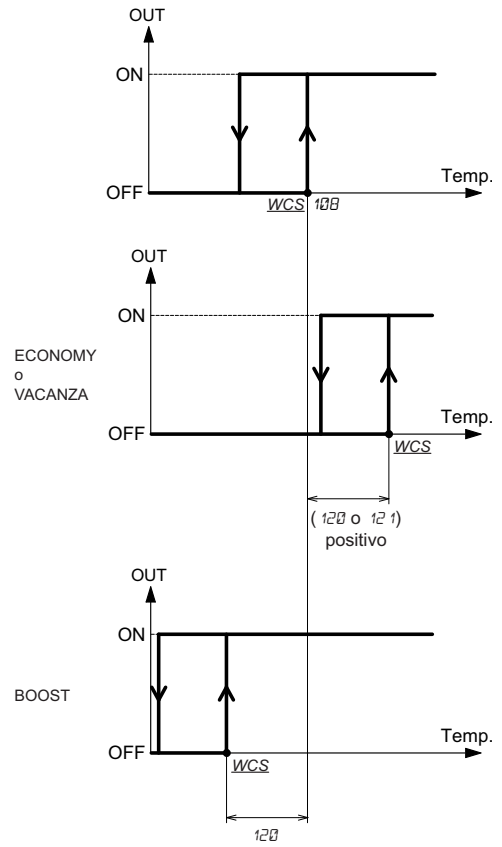 OUT
ON
Temp.
OFF
WCS 108
OUT
ON
ECONOMY
o
VACANZA
Temp.
OFF
WCS
( 120 o 121)
positivo
OUT
ON
BOOST
Temp.
OFF
WCS
120